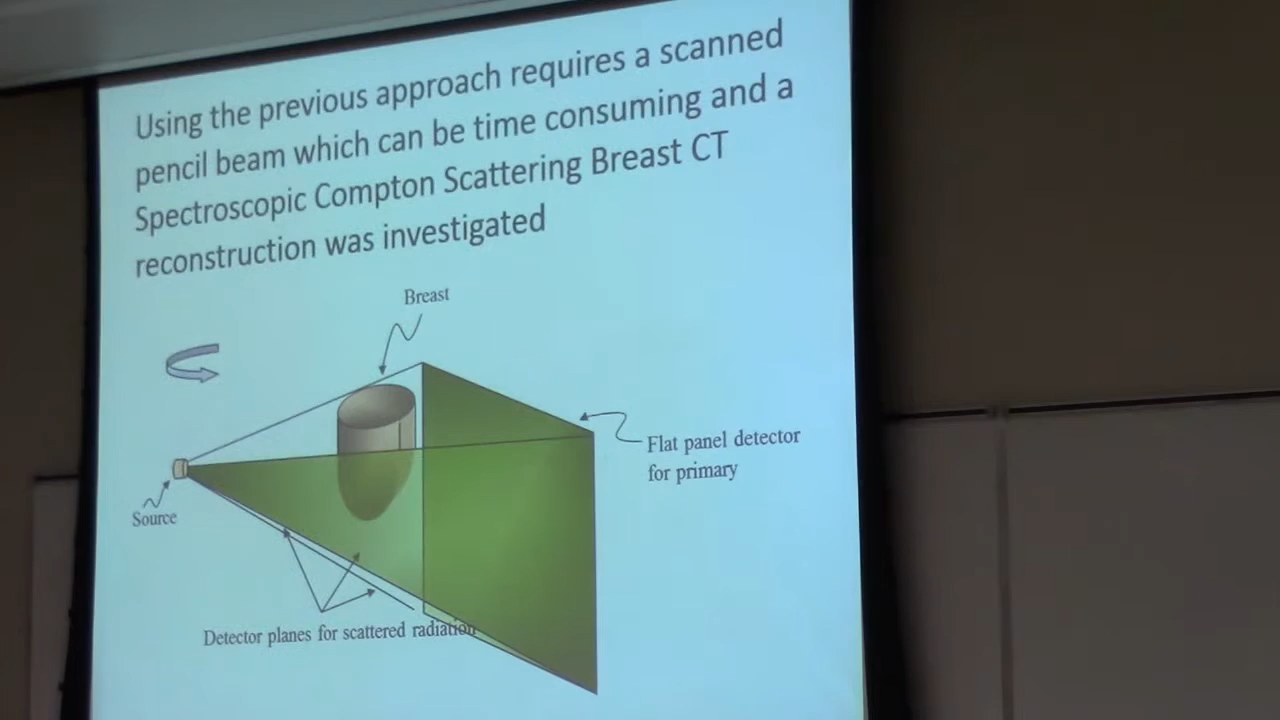 Using the previous approach requires a scanned
pencil beam which can be time consuming and a
Spectroscopic Compton Scattering Breast CT
reconstruction was investigated
Breast
Flat panel detector
for primary
Source
Detector planes for scattered radiation